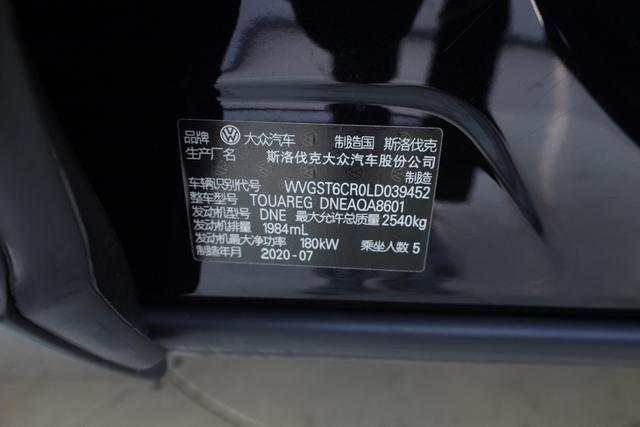 品牌 大众汽车 制造国 斯洛伐克
生产厂名 斯洛伐克大众汽车股份公司
制造
车辆识别代号 WVGST6CR0LD039452
整车型号 TOUAREG DNEAQA8601
发动机型号 DNE 最大允许总质量 2540kg
发动机排量 1984mL
发动机最大净功率 180kW 乘坐人数 5
制造年月 2020-07